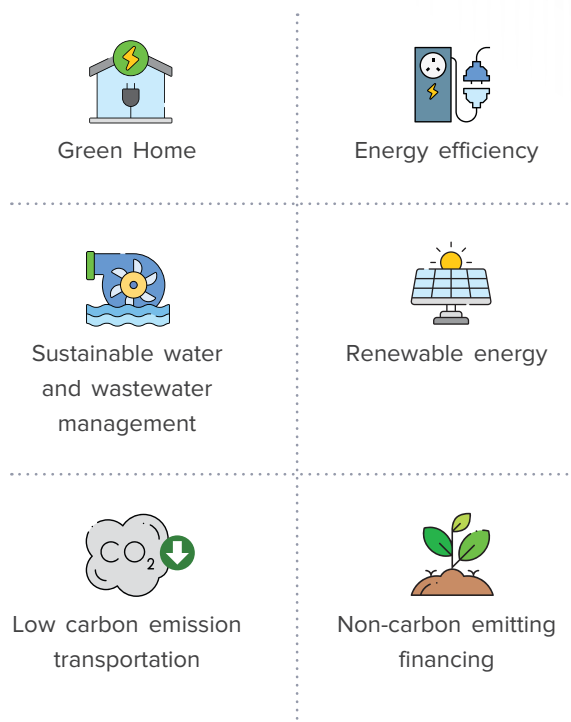 Green Home
Energy efficiency
Sustainable water
and wastewater
management
Renewable energy
CO2
Low carbon emission
transportation
Non-carbon emitting
financing